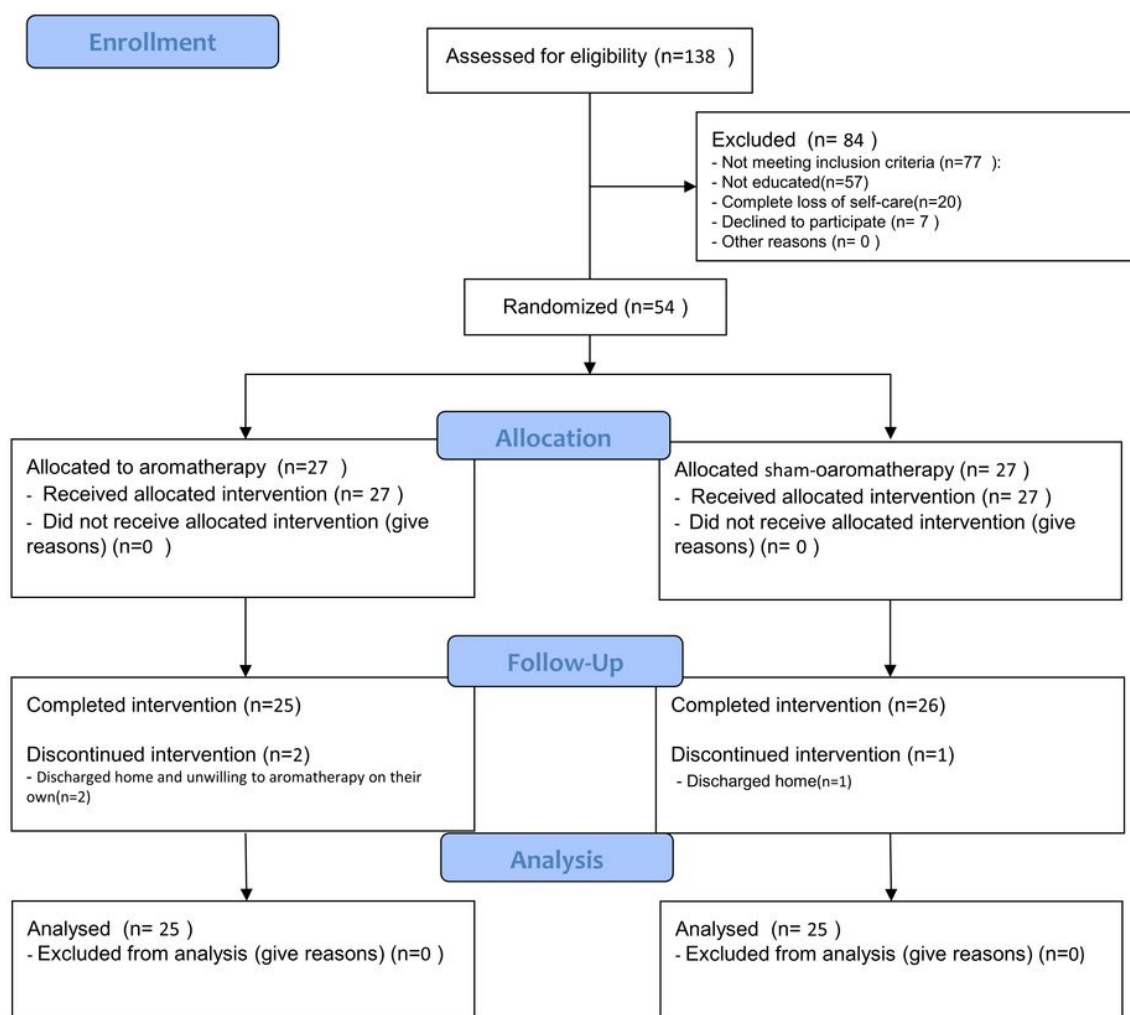 Enrollment
Assessed for eligibility (n=138 )
Excluded (n= 84 )
- Not meeting inclusion criteria (n=77 ):
- Not educated(n=57)
- Complete loss of self-care(n=20)
- Declined to participate (n= 7 )
- Other reasons (n= 0 )
Randomized (n=54 )
Allocation
Allocated to aromatherapy (n=27 )
- Received allocated intervention (n= 27 )
- Did not receive allocated intervention (give
reasons) (n=0 )
Allocated sham-oaromatherapy (n= 27 )
- Received allocated intervention (n= 27 )
- Did not receive allocated intervention (give
reasons) (n= 0 )
Follow-Up
Completed intervention (n=25)
Discontinued intervention (n=2)
- Discharged home and unwilling to aromatherapy on their
own(n=2)
Completed intervention (n=26)
Discontinued intervention (n=1)
- Discharged home(n=1)
Analysis
Analysed (n= 25 )
- Excluded from analysis (give reasons) (n=0 )
Analysed (n= 25 )
- Excluded from analysis (give reasons) (n=0)